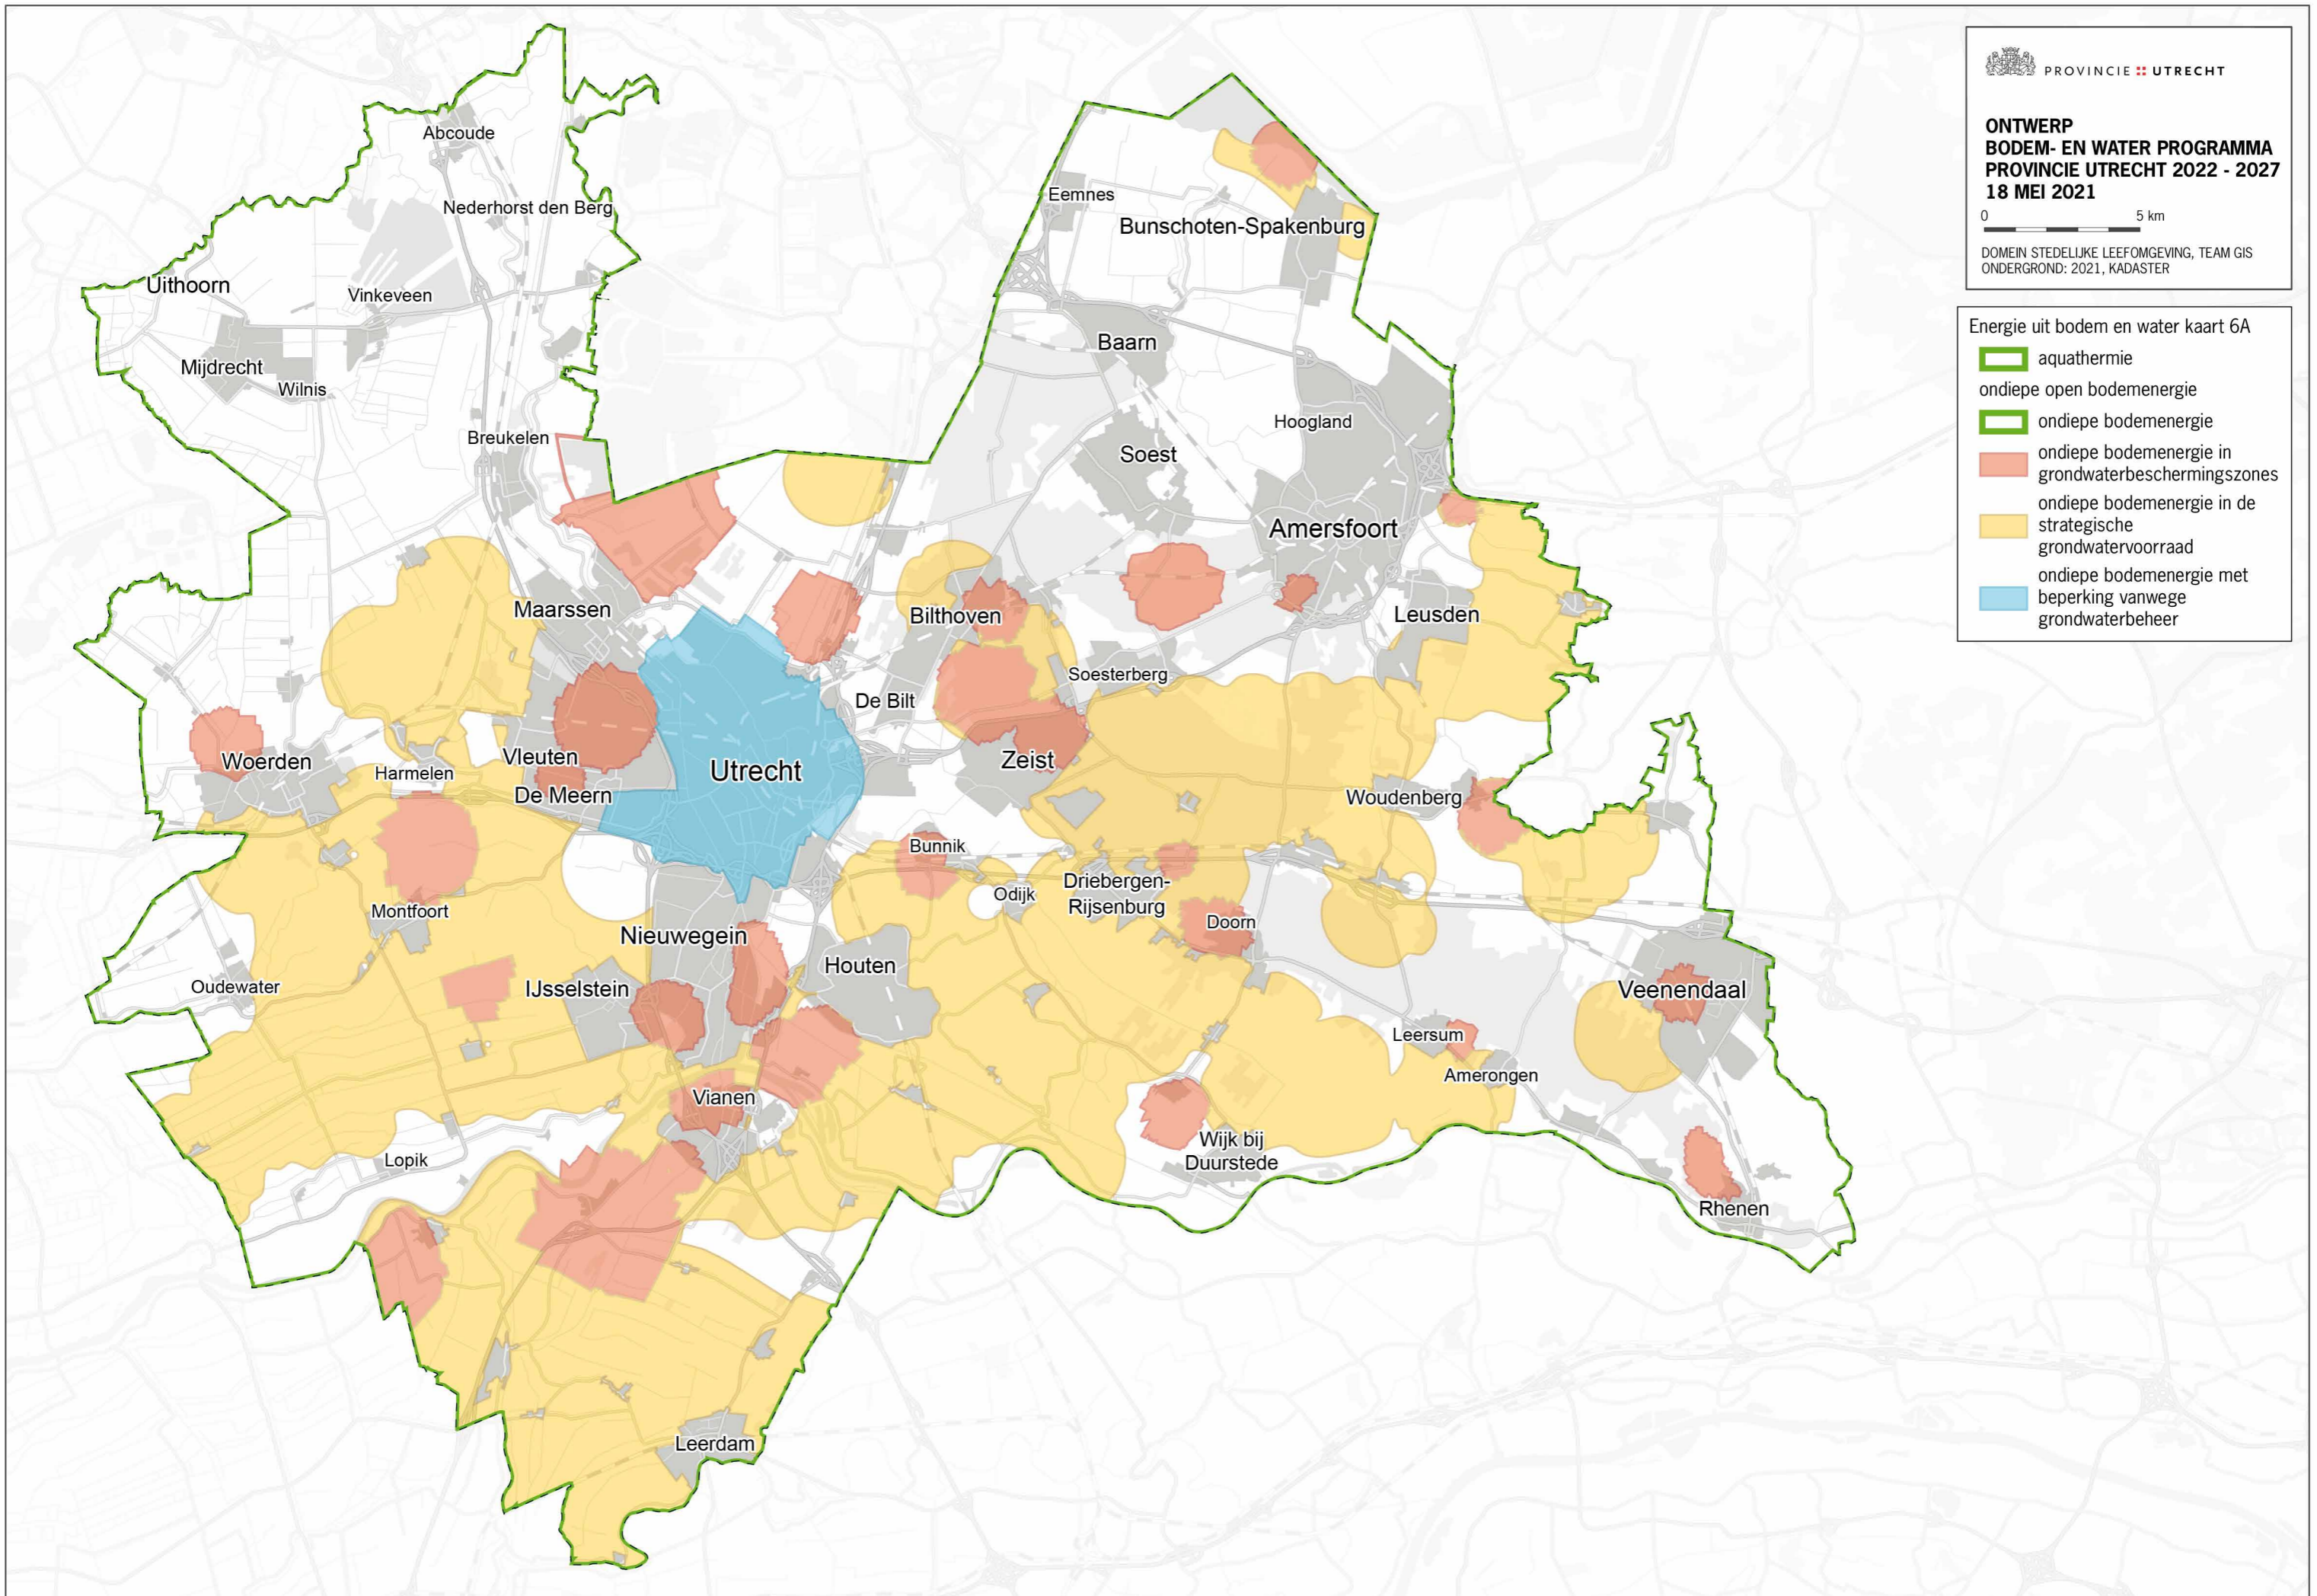 PROVINCIE UTRECHT
ONTWERP
BODEM- EN WATER PROGRAMMA
PROVINCIE UTRECHT 2022 - 2027
18 MEI 2021
0 5 km
DOMEIN STEDELIJKE LEEFOMGEVING, TEAM GIS
ONDERGROND: 2021, KADASTER
Energie uit bodem en water kaart 6A
aquathermie
ondiepe open bodemenergie
ondiepe bodemenergie
ondiepe bodemenergie in
grondwaterbeschermingszones
ondiepe bodemenergie in de
strategische
grondwatervoorraad
ondiepe bodemenergie met
beperking vanwege
grondwaterbeheer
Abcoude
Nederhorst den Berg
Eemnes
Bunschoten-Spakenburg
Uithoorn
Vinkeveen
Baarn
Mijdrecht
Wilnis
Hoogland
Breukelen
Soest
Amersfoort
Maarssen
Bilthoven
Leusden
Soesterberg
De Bilt
Vleuten
Woerden
Zeist
Utrecht
Harmelen
De Meern
Woudenberg
Bunnik
Driebergen-
Rijsenburg
Odijk
Montfoort
Doorn
Nieuwegein
Houten
Oudewater
IJsselstein
Veenendaal
Leersum
Amerongen
Vianen
Wijk bij
Duurstede
Lopik
Rhenen
Leerdam